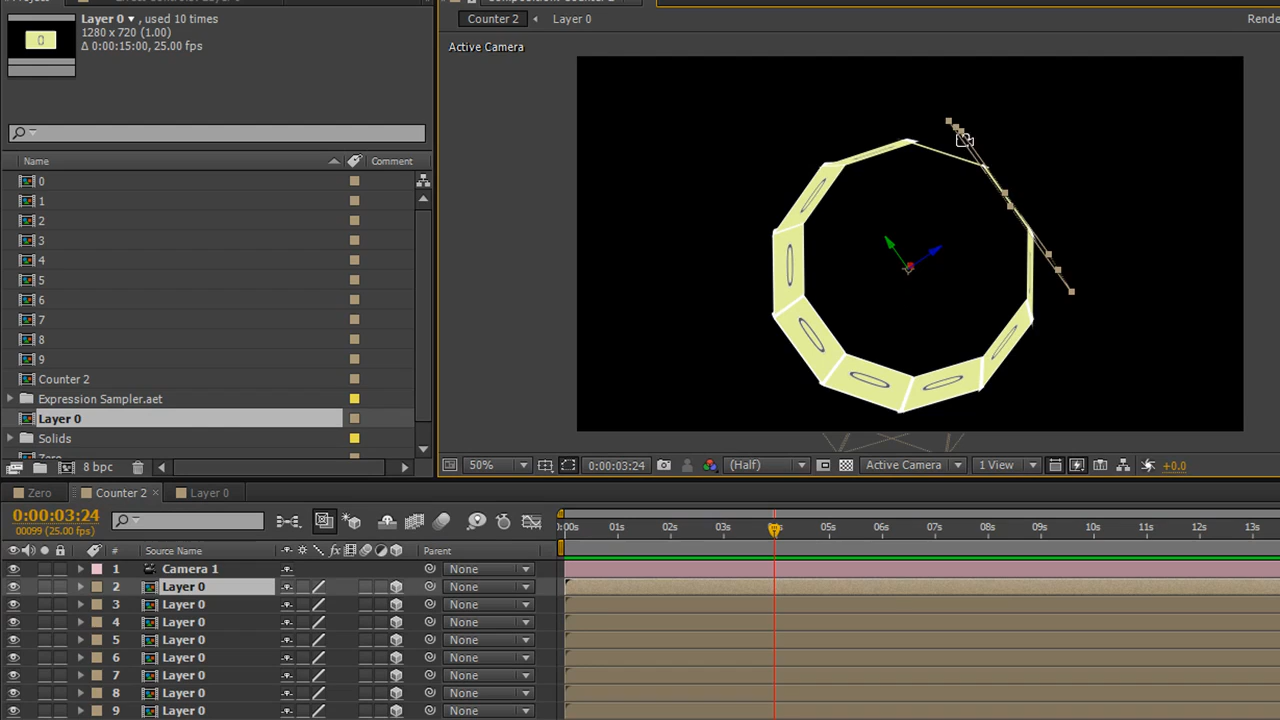 Layer 0 ▼, used 10 times
1280 x 720 (1.00)
Δ 0:00:15:00, 25.00 fps
Name
Comment
0
1
2
3
4
5
6
7
8
9
Counter 2
Expression Sampler.aet
Layer 0
Solids
8 bpc
Counter 2
Layer 0
Active Camera
50%
0:00:03:24
(Half)
Active Camera
1 View
+0.0
Zero
Counter 2
Layer 0
0:00:03:24
00099 (25.00 fps)
:00s 01s 02s 03s 05s 06s 07s 08s 09s 10s 11s 12s 13s
# Source Name fx Parent
1 Camera 1 None
2 Layer 0 None
3 Layer 0 None
4 Layer 0 None
5 Layer 0 None
6 Layer 0 None
7 Layer 0 None
8 Layer 0 None
9 Layer 0 None